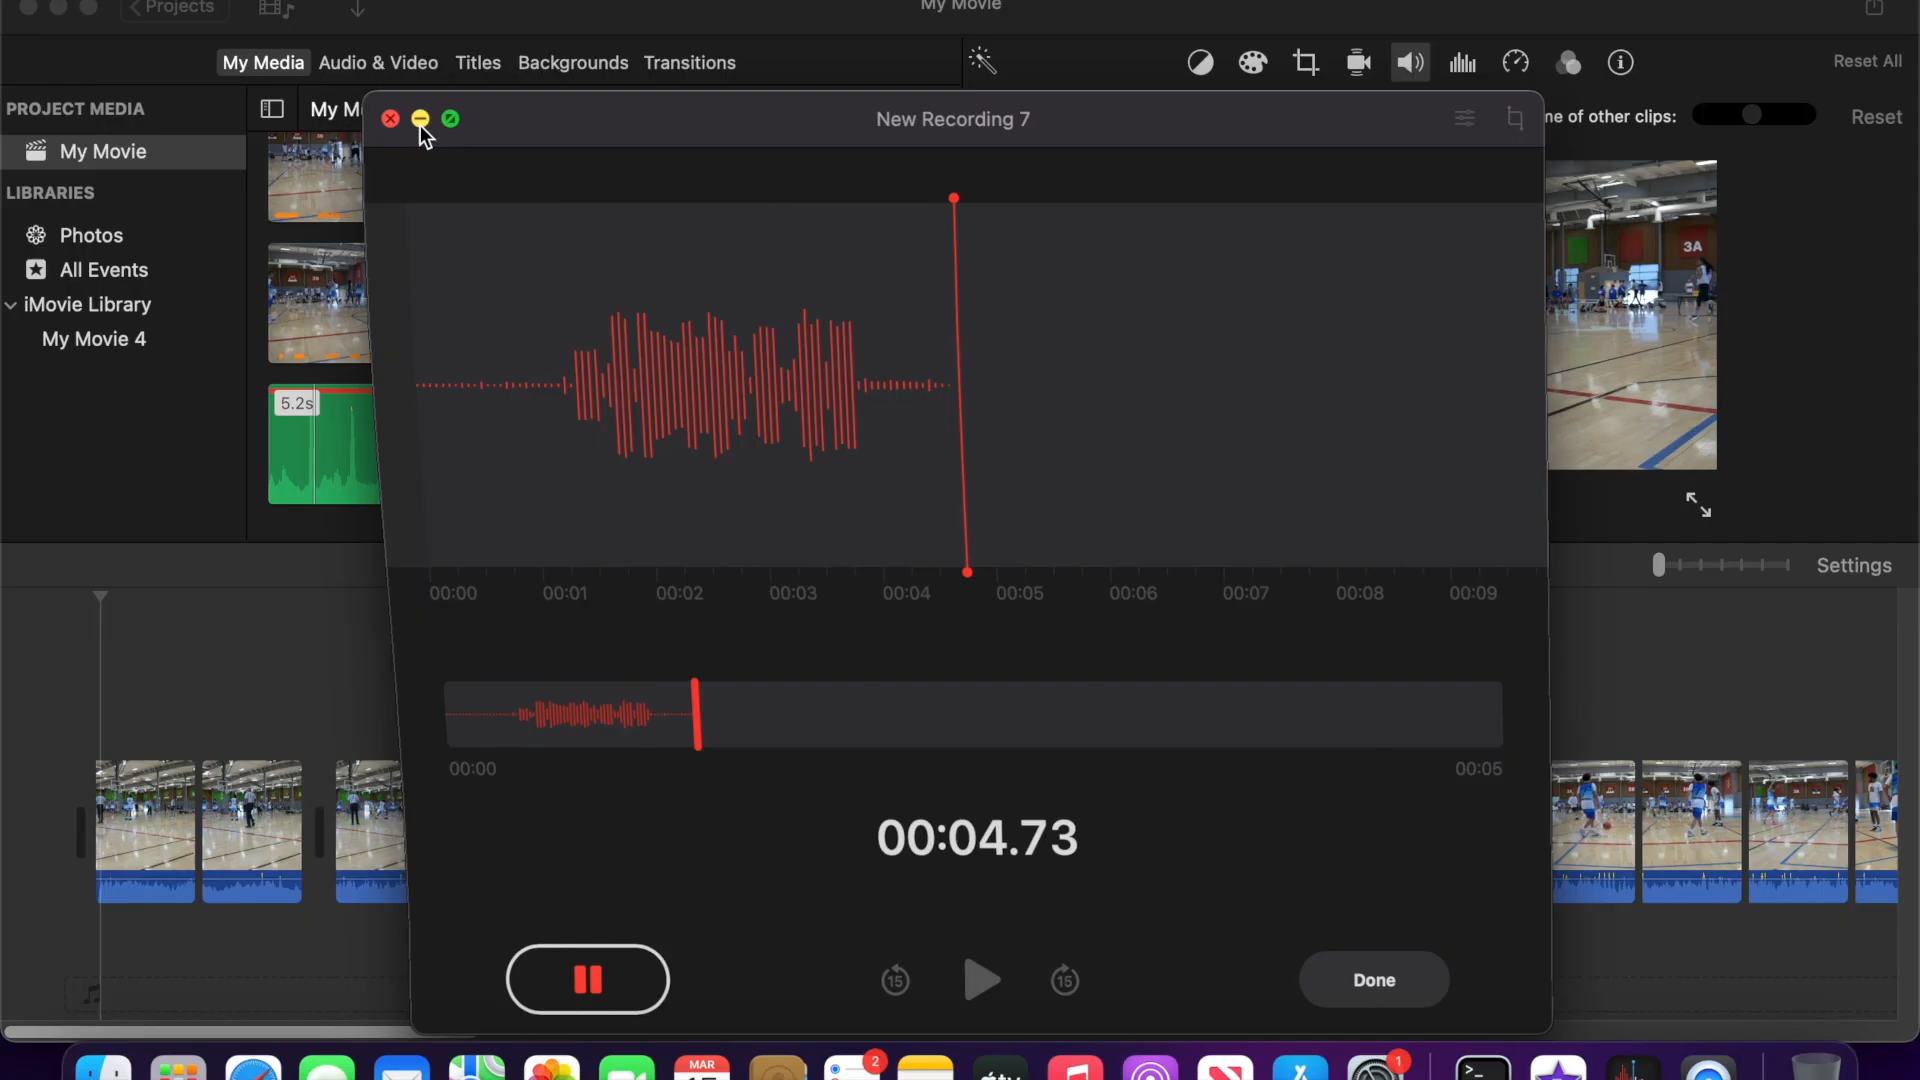 Projects
My Movie
My Media Audio & Video Titles Backgrounds Transitions
Reset All
PROJECT MEDIA
My M
New Recording 7
me of other clips:
Reset
My Movie
LIBRARIES
Photos
3A
All Events
iMovie Library
My Movie 4
5.2s
Settings
00:00 00:01 00:02 00:03 00:04 00:05 00:06 00:07 00:08 00:09
00:00 00:05
00:04.73
15 15
Done
2
MAR
1